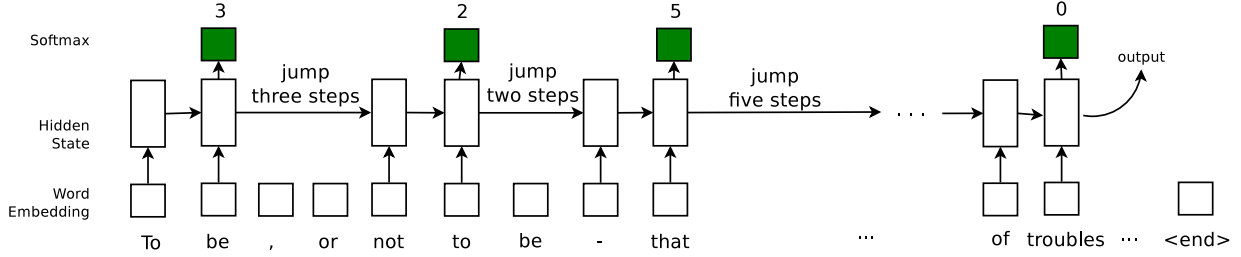 3 2 5 0
Softmax
output
jump
three steps
jump
two steps
jump
five steps
...
Hidden
State
Word
Embedding
To be , or not to be - that ... of troubles ... <end>